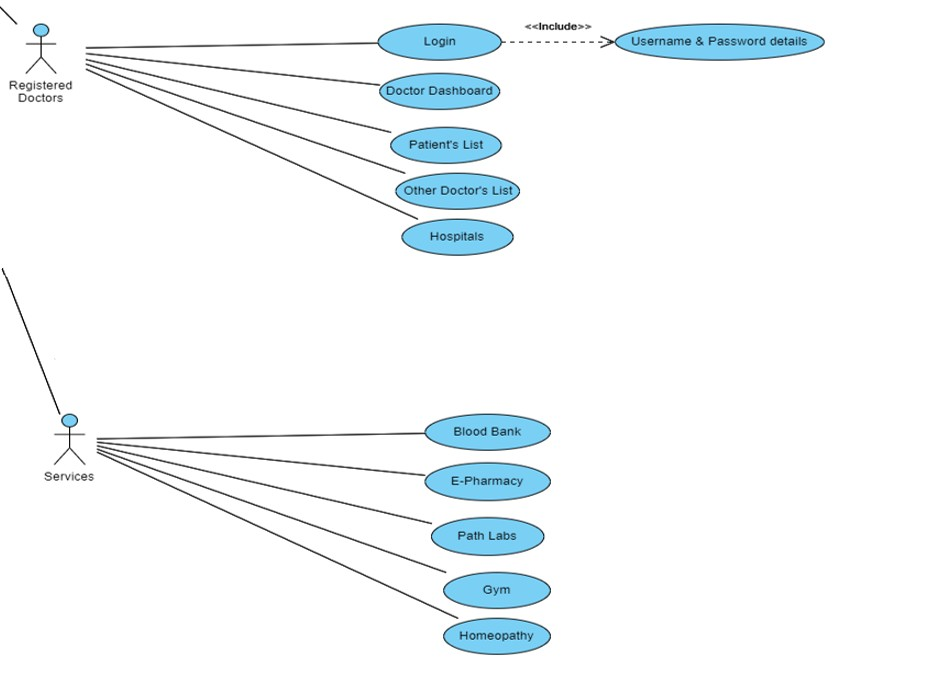 <<Include>>
Login
Username & Password details
Registered
Doctors
Doctor Dashboard
Patient's List
Other Doctor's List
Hospitals
Services
Blood Bank
E-Pharmacy
Path Labs
Gym
Homeopathy